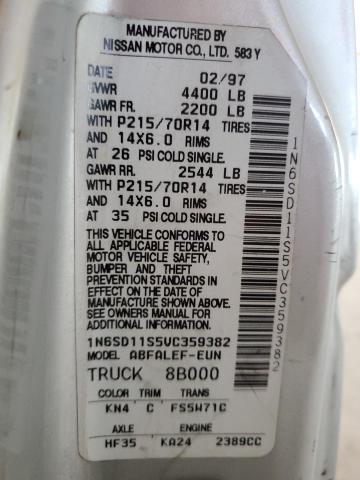 MANUFACTURED BY
NISSAN MOTOR CO., LTD. 583Y
DATE 02/97
GVWR 4400 LB
GAWR FR. 2200 LB
WITH P215/70R14 TIRES
AND 14X6.0 RIMS
AT 26 PSI COLD SINGLE.
GAWR RR. 2544 LB
WITH P215/70R14 TIRES
AND 14X6.0 RIMS
AT 35 PSI COLD SINGLE.
THIS VEHICLE CONFORMS TO
ALL APPLICABLE FEDERAL
MOTOR VEHICLE SAFETY,
BUMPER AND THEFT
PREVENTION STANDARDS IN
EFFECT ON THE DATE OF
MANUFACTURE SHOWN ABOVE.
SEE OWNERS MANUAL FOR
ADDITIONAL INFORMATION.
1N6SD11S5VC359382
MODEL ABFALEF-EUN
TRUCK 8B000
TRIM COLOR TRANS
KN4 C FS5W71C
AXLE ENGINE
HF35 KA24 2389CC
1N6SD11S5VC359382